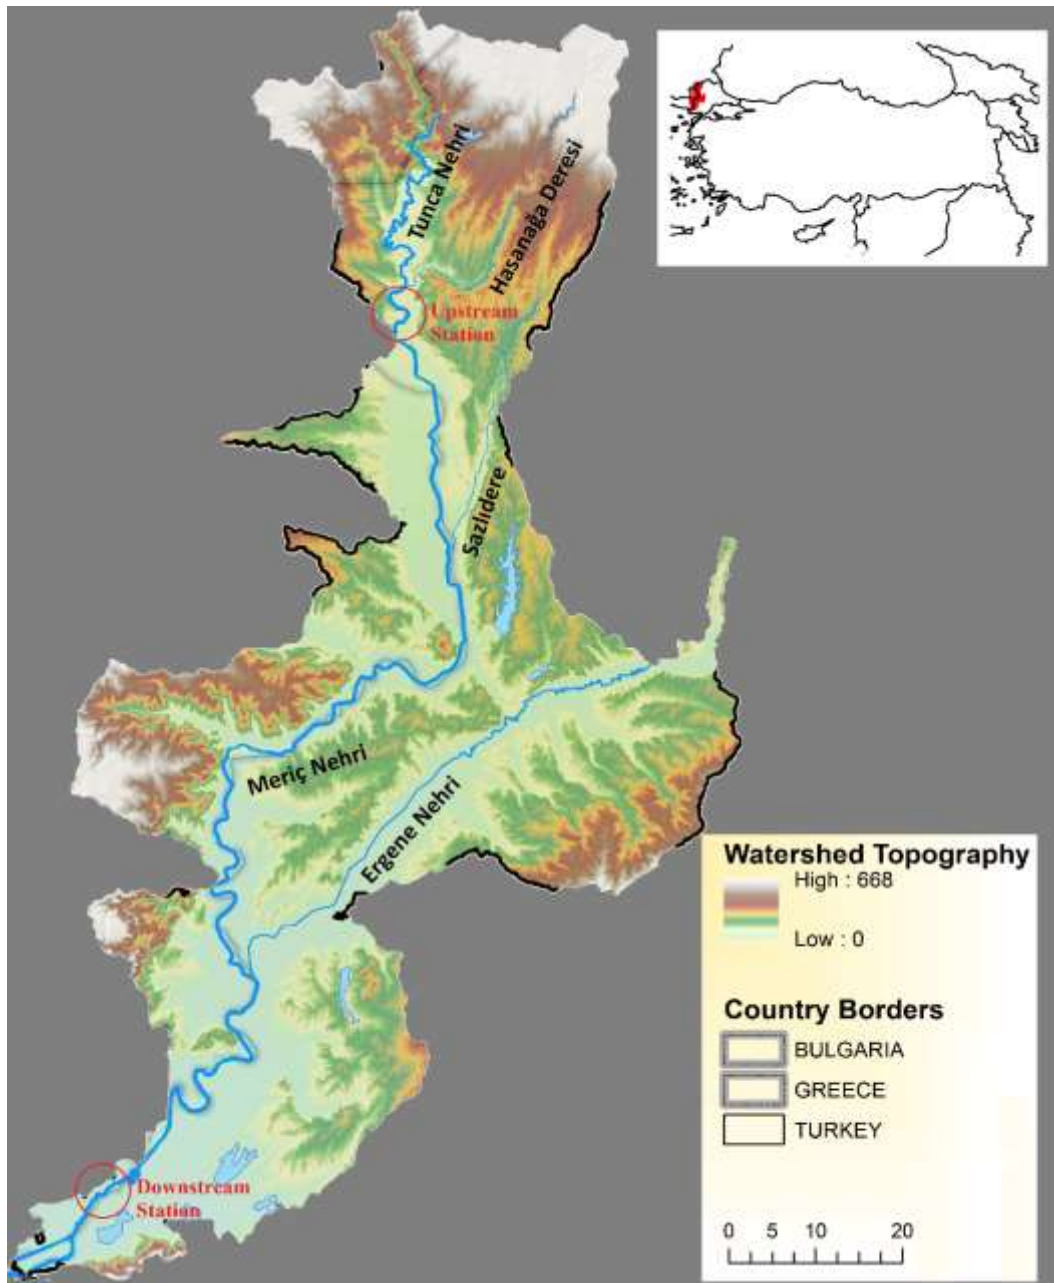 Tunca Nehri
Hasanağa Deresi
Upstream
Station
Sazlıdere
Meriç Nehri
Ergene Nehri
Downstream
Station
Watershed Topography
High : 668
Low : 0
Country Borders
BULGARIA
GREECE
TURKEY
0 5 10 20